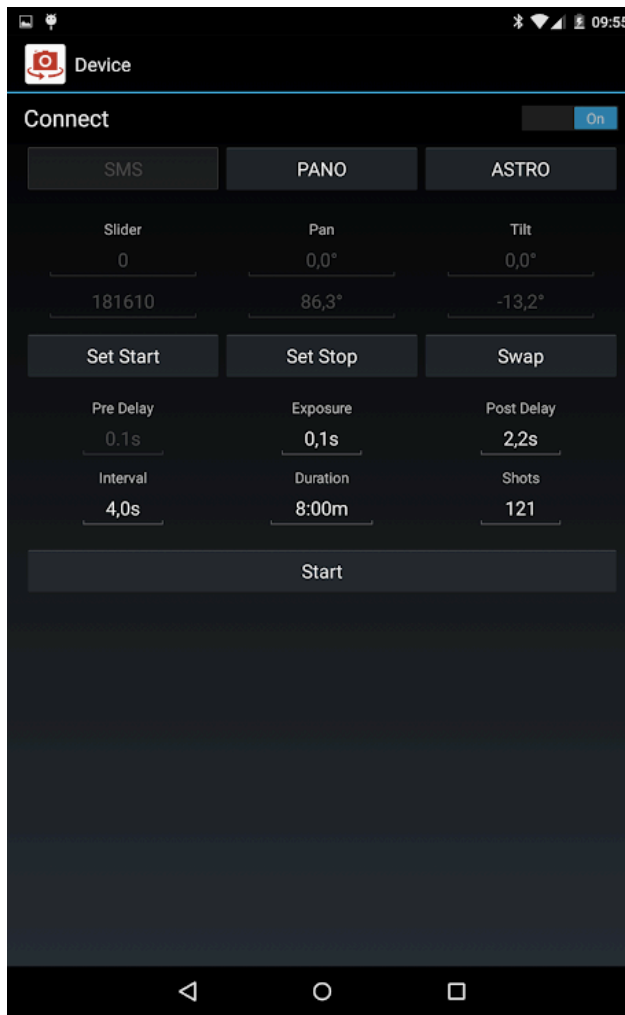 09:55
Device
Connect On
SMS PANO ASTRO
Slider Pan Tilt
0 0,0° 0,0°
181610 86,3° -13,2°
Set Start Set Stop Swap
Pre Delay Exposure Post Delay
0.1s 0,1s 2,2s
Interval Duration Shots
4,0s 8:00m 121
Start